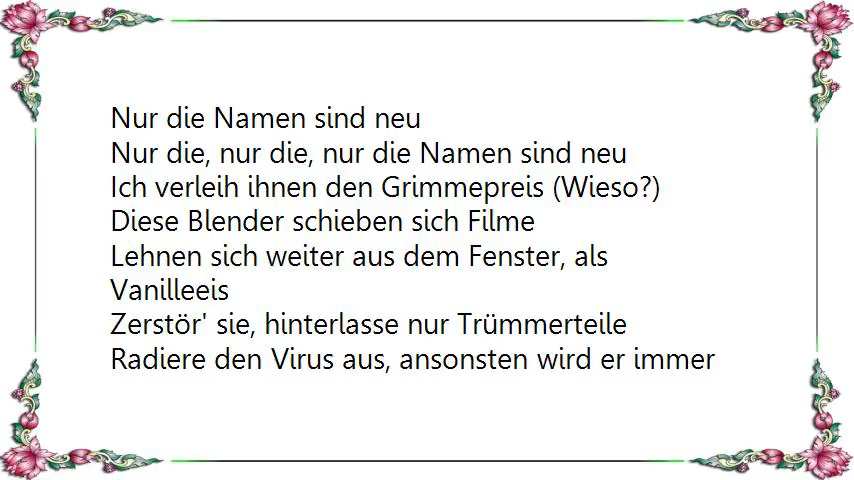 Nur die Namen sind neu
Nur die, nur die, nur die Namen sind neu
Ich verleih ihnen den Grimmepreis (Wieso?)
Diese Blender schieben sich Filme
Lehnen sich weiter aus dem Fenster, als
Vanilleeis
Zerstör' sie, hinterlasse nur Trümmerteile
Radiere den Virus aus, ansonsten wird er immer